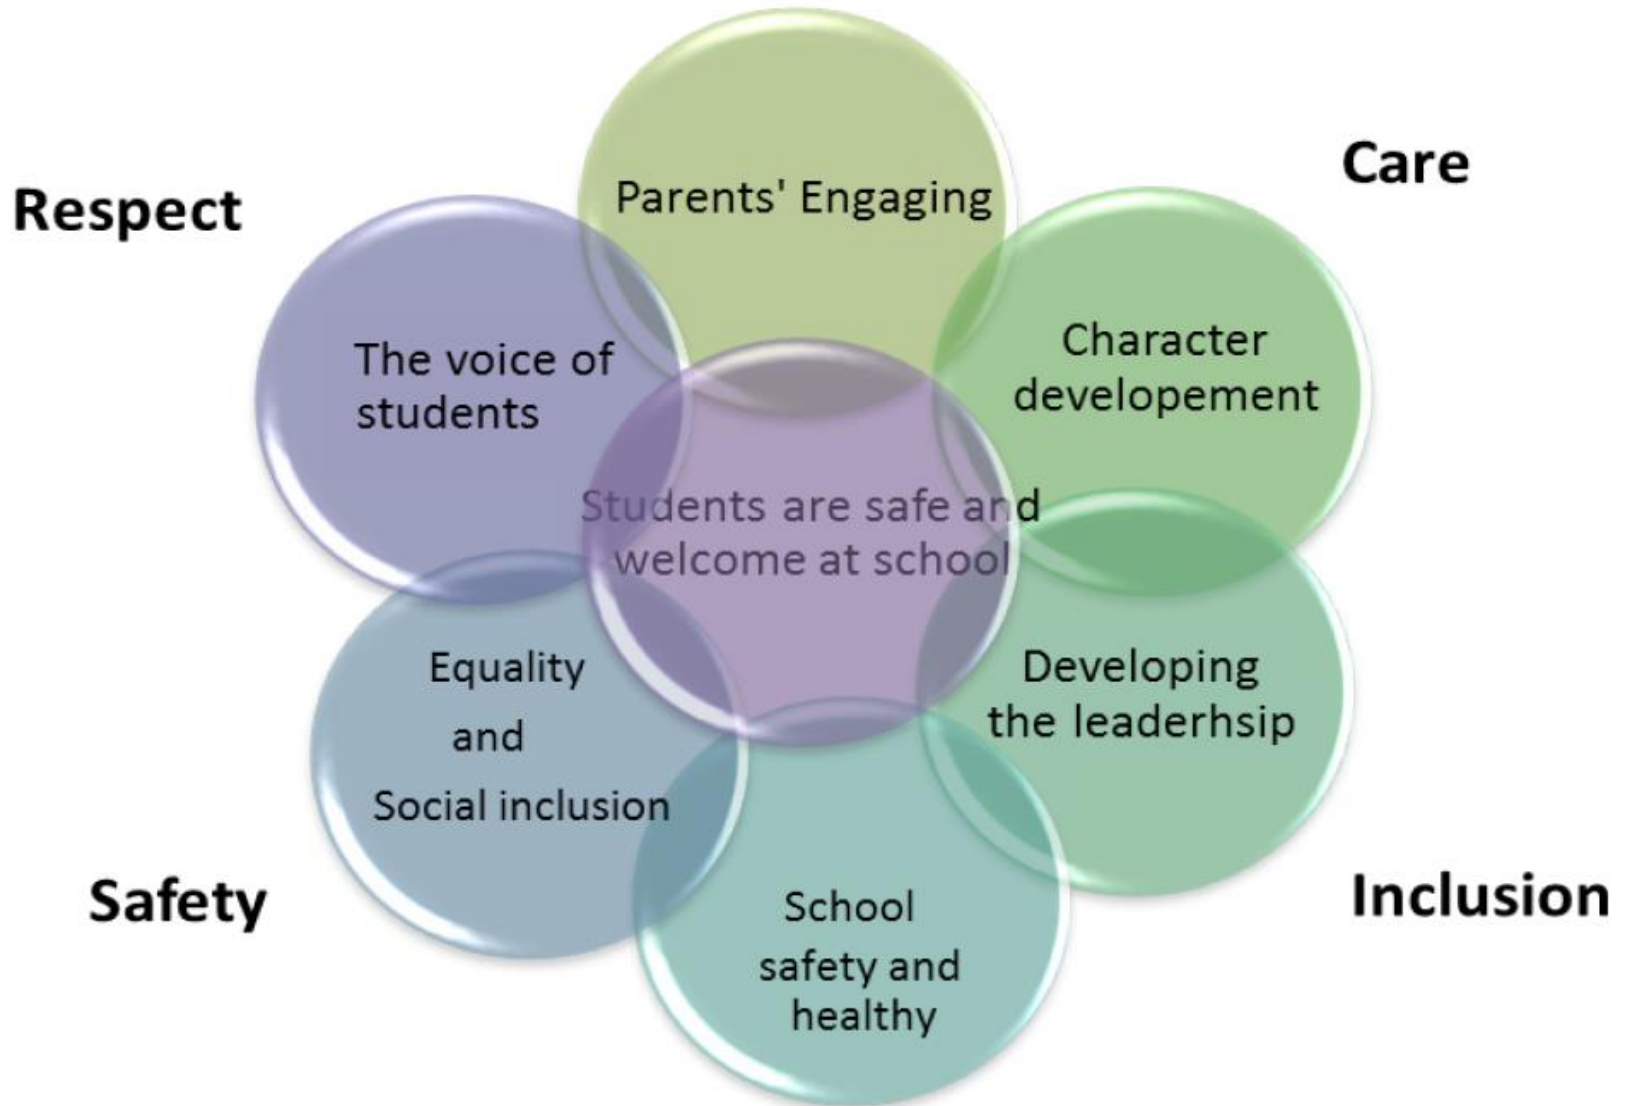 Respect
Care
Parents' Engaging
The voice of
students
Character
developement
Students are safe and
welcome at school
Equality
and
Social inclusion
Developing
the leaderhsip
School
safety and
healthy
Safety
Inclusion